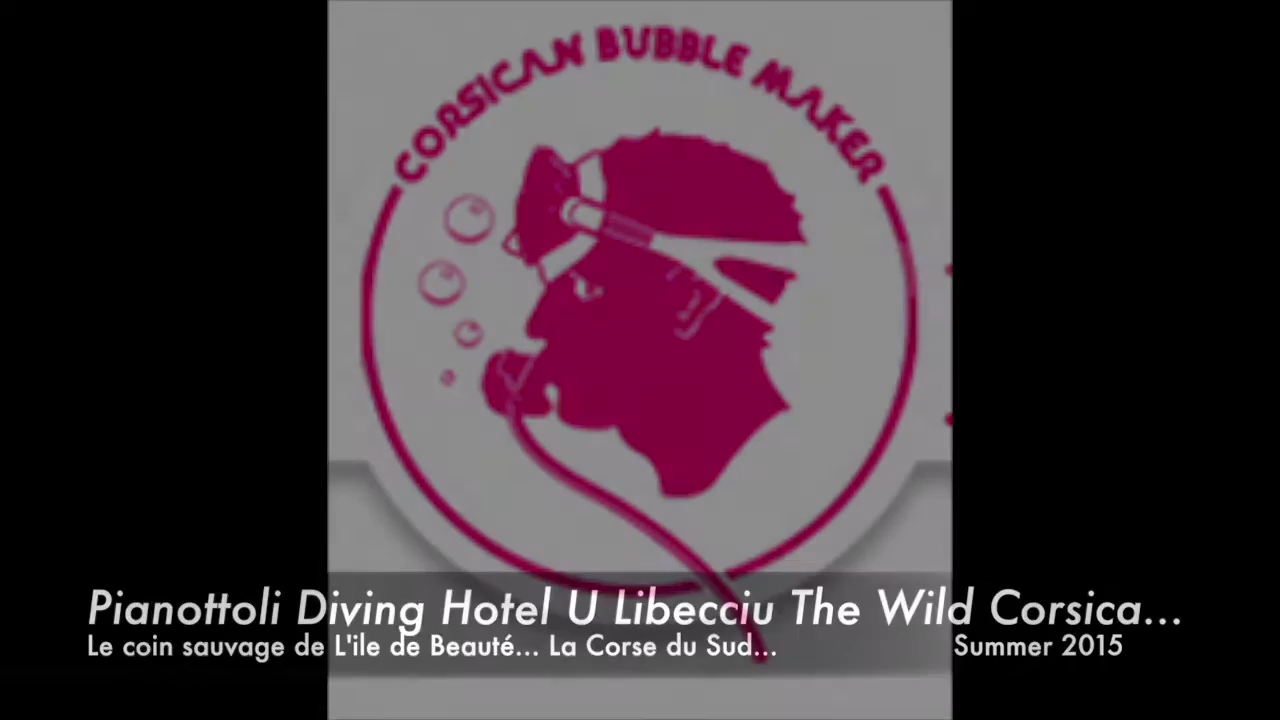 CORSICAN BUBBLE MAKER
Pianottoli Diving Hotel U Libecciu The Wild Corsica...
Le coin sauvage de L'ile de Beauté... La Corse du Sud... Summer 2015